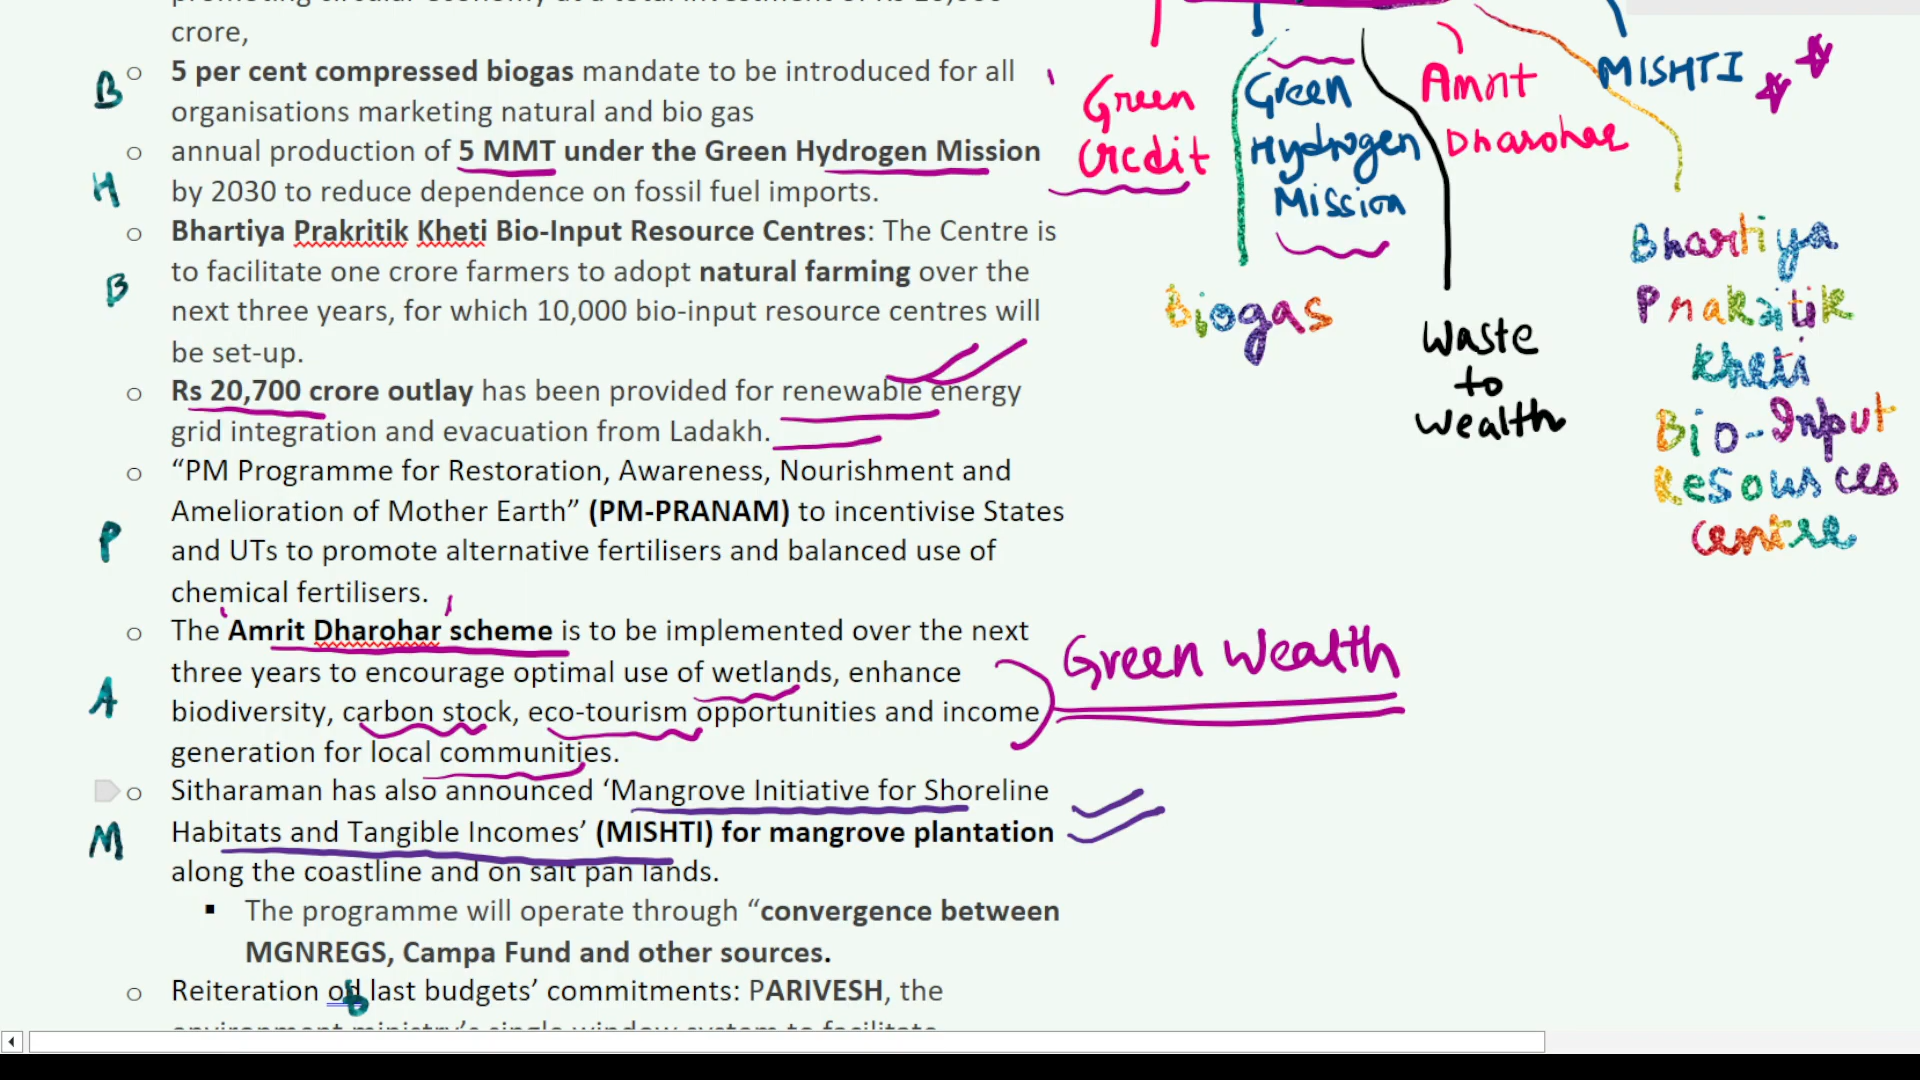 crore,
B
o 5 per cent compressed biogas mandate to be introduced for all
organisations marketing natural and bio gas
H
o annual production of 5 MMT under the Green Hydrogen Mission
by 2030 to reduce dependence on fossil fuel imports.
B
o Bhartiya Prakritik Kheti Bio-Input Resource Centres: The Centre is
to facilitate one crore farmers to adopt natural farming over the
next three years, for which 10,000 bio-input resource centres will
be set-up.
o Rs 20,700 crore outlay has been provided for renewable energy
grid integration and evacuation from Ladakh.
P
o “PM Programme for Restoration, Awareness, Nourishment and
Amelioration of Mother Earth” (PM-PRANAM) to incentivise States
and UTs to promote alternative fertilisers and balanced use of
chemical fertilisers.
A
o The 'Amrit Dharohar' scheme is to be implemented over the next
three years to encourage optimal use of wetlands, enhance
biodiversity, carbon stock, eco-tourism opportunities and income
generation for local communities.
M
o Sitharaman has also announced ‘Mangrove Initiative for Shoreline
Habitats and Tangible Incomes’ (MISHTI) for mangrove plantation
along the coastline and on salt pan lands.
▪ The programme will operate through “convergence between
MGNREGS, Campa Fund and other sources.
o Reiteration last budgets’ commitments: PARIVESH, the
Green
Credit
Green
Hydrogen
Mission
Amrit
Dharohar
MISHTI
Biogas
Waste
to
Wealth
Bhartiya
Prakritik
Kheti
Bio-Input
Resources
Centre
Green Wealth